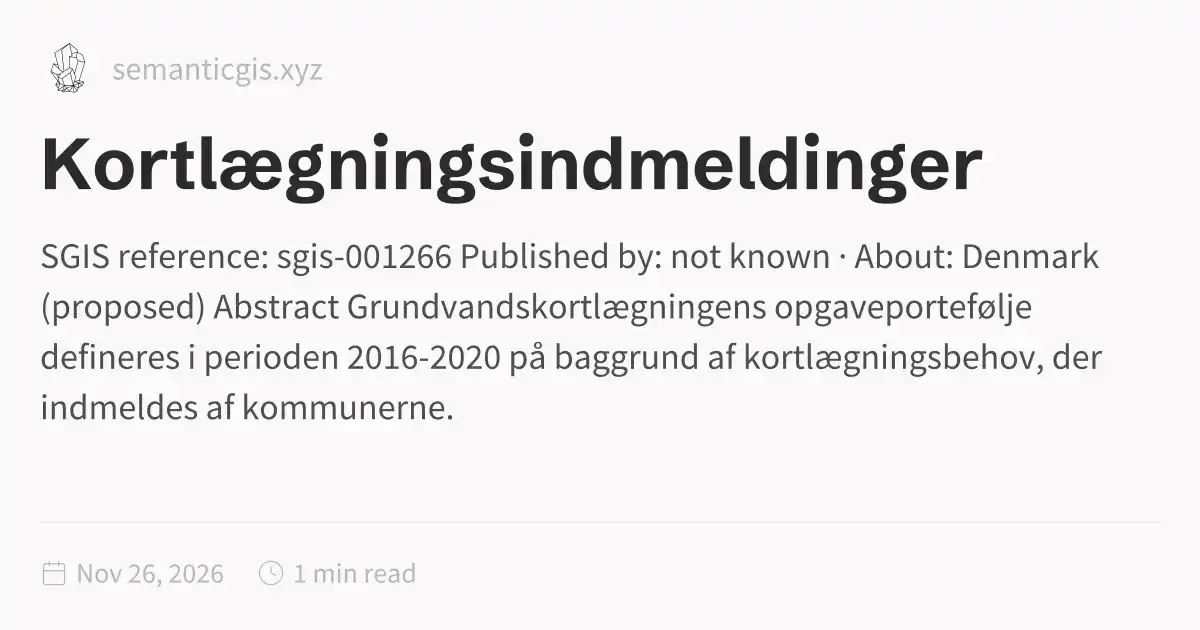 semanticgis.xyz
Kortlægningsindmeldinger
SGIS reference: sgis-001266 Published by: not known · About: Denmark
(proposed) Abstract Grundvandskortlægningens opgaveportefølje
defineres i perioden 2016-2020 på baggrund af kortlægningsbehov, der
indmeldes af kommunerne.
Nov 26, 2026 1 min read